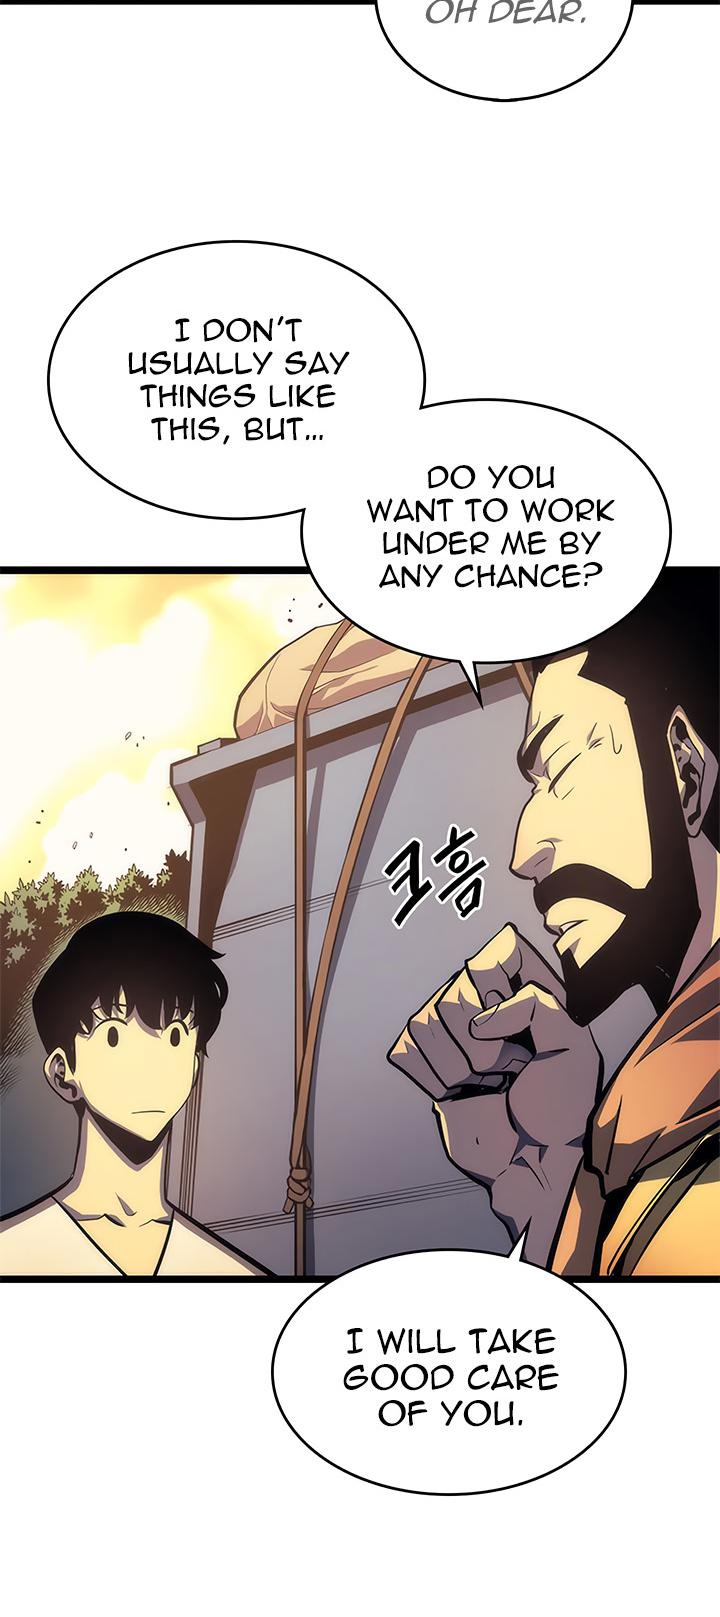 OH DEAR.
I DON'T
USUALLY SAY
THINGS LIKE
THIS, BUT...
DO YOU
WANT TO WORK
UNDER ME BY
ANY CHANCE?
크흠
I WILL TAKE
GOOD CARE
OF YOU.